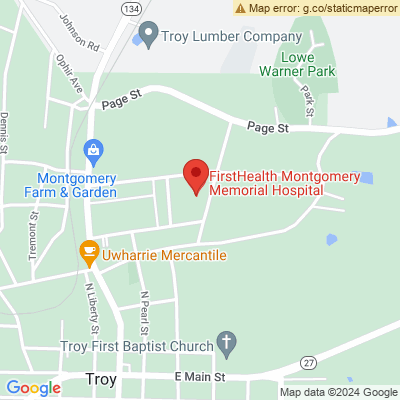 Map error: g.co/staticmaperror
134
Johnson Rd
Troy Lumber Company
Ophir Ave
Lowe
Warner Park
Park St
Page St
Page St
Dennis St
Montgomery
Farm & Garden
FirstHealth Montgomery
Memorial Hospital
Tremont St
Uwharrie Mercantile
N Liberty St
N Pearl St
Troy First Baptist Church
27
Troy
E Main St
Google
Map data ©2024 Google